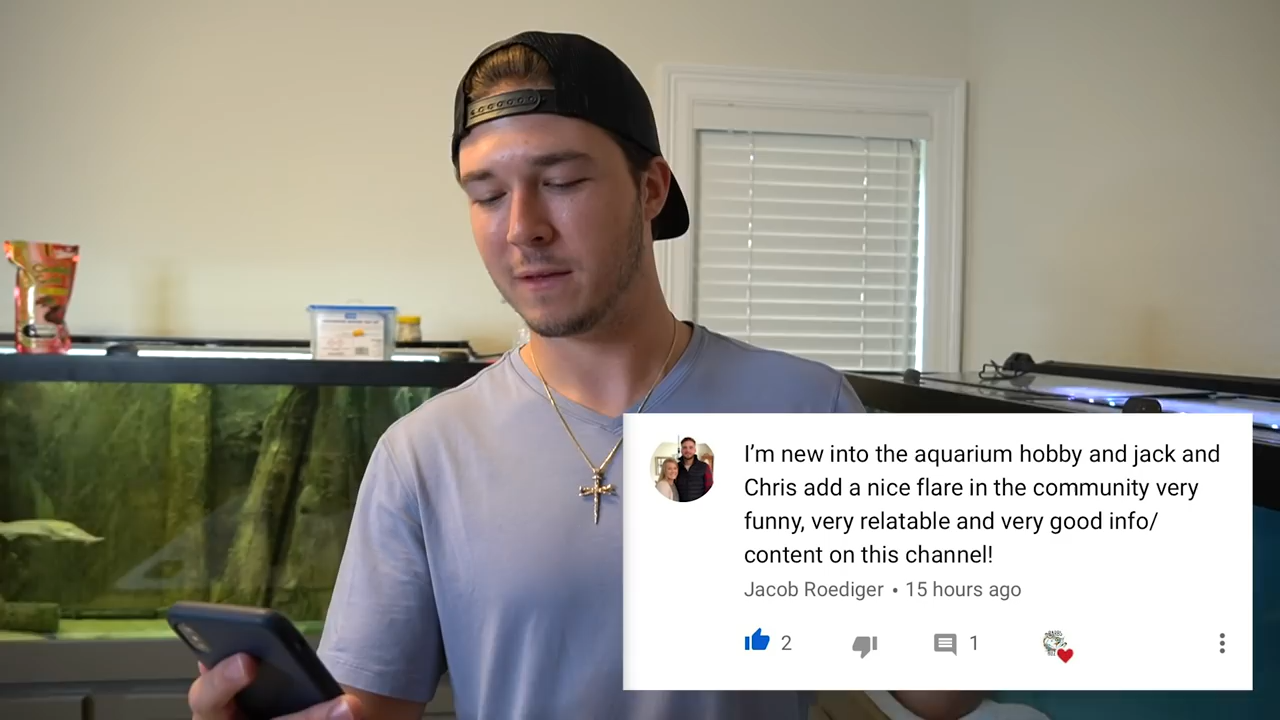 I’m new into the aquarium hobby and jack and
Chris add a nice flare in the community very
funny, very relatable and very good info/
content on this channel!
Jacob Roediger • 15 hours ago
2
1